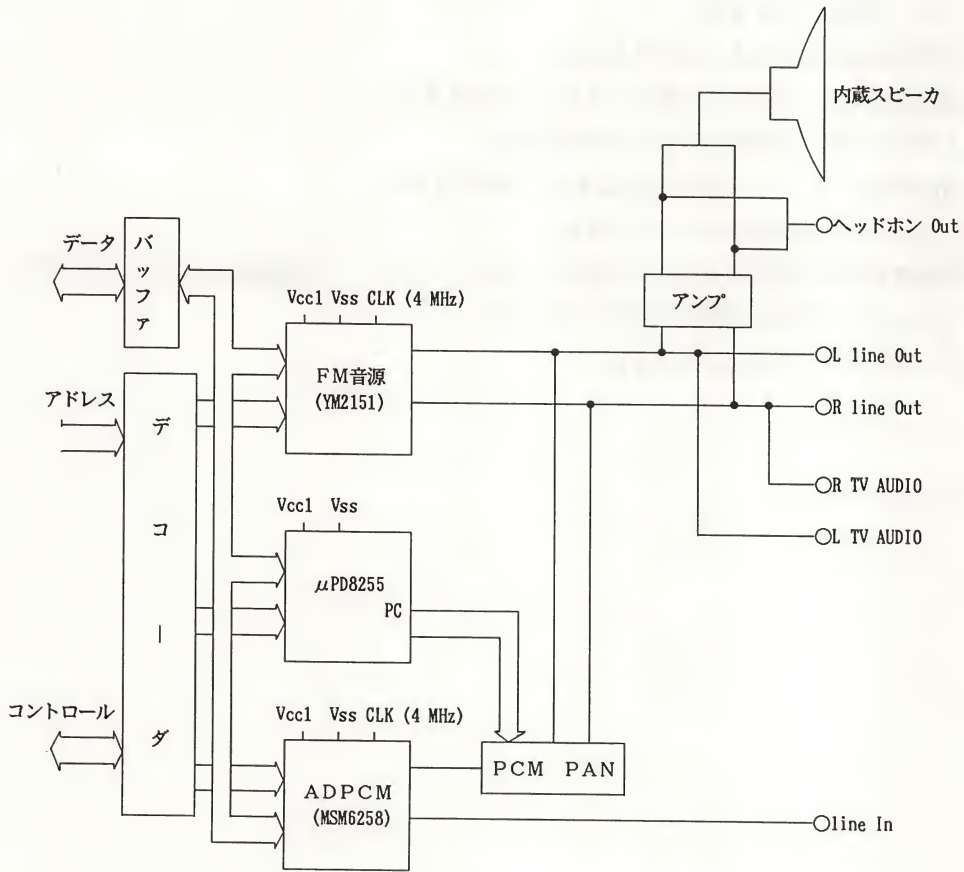 内蔵スピーカ
ヘッドホン Out
データ
バッファ
アンプ
Vcc1 Vss CLK (4 MHz)
FM音源
(YM2151)
L line Out
R line Out
アドレス
デコーダ
R TV AUDIO
L TV AUDIO
Vcc1 Vss
μPD8255
PC
コントロール
Vcc1 Vss CLK (4 MHz)
PCM PAN
ADPCM
(MSM6258)
line In